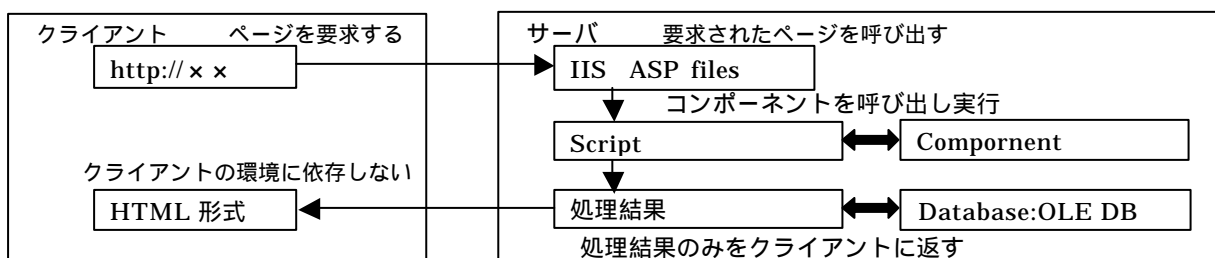 クライアント ページを要求する
http://××
クライアントの環境に依存しない
HTML 形式
サーバ 要求されたページを呼び出す
IIS ASP files
コンポーネントを呼び出し実行
Script
Compornent
処理結果
Database:OLE DB
処理結果のみをクライアントに返す